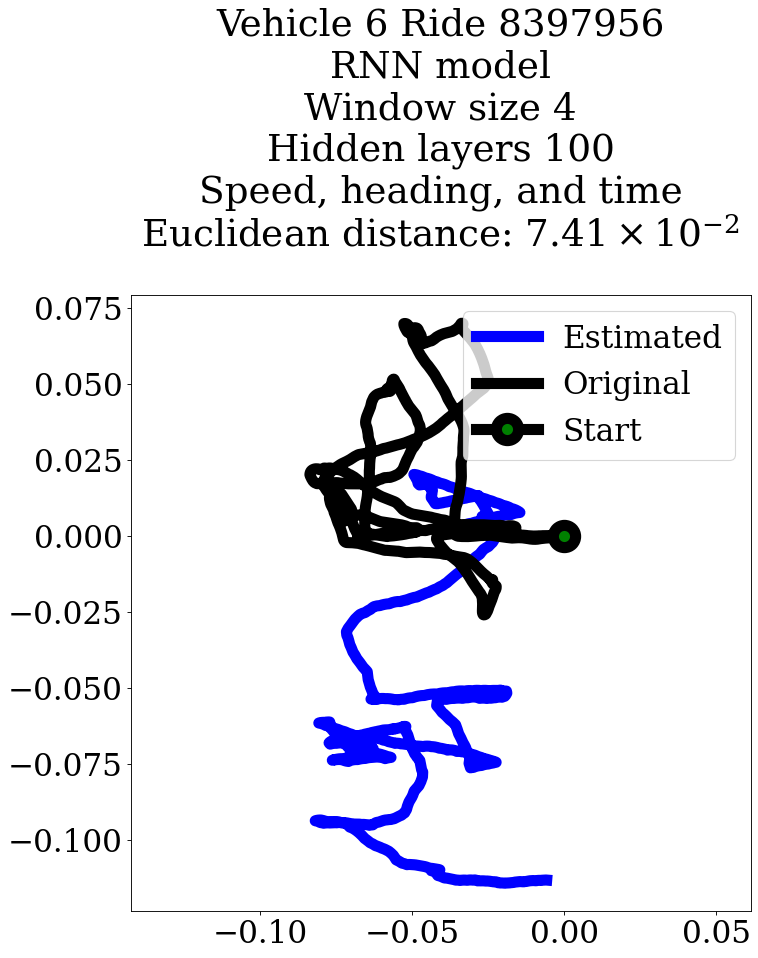 Vehicle 6 Ride 8397956
RNN model
Window size 4
Hidden layers 100
Speed, heading, and time
Euclidean distance: 7.41 × 10⁻²
0.075
0.050
0.025
0.000
−0.025
−0.050
−0.075
−0.100
Estimated
Original
Start
−0.10
−0.05
0.00
0.05